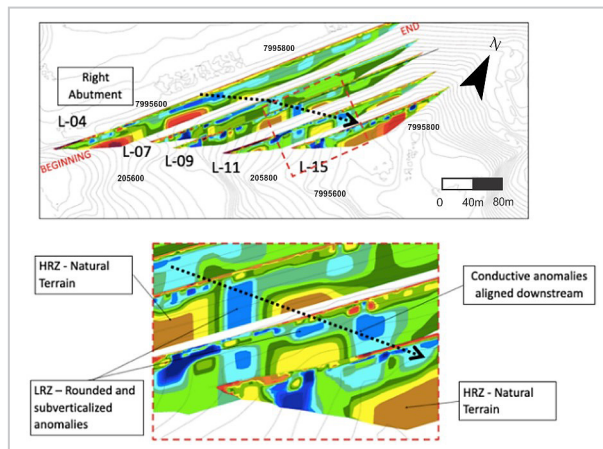 7995800
END
N
Right
Abutment
7995600
L-04
7995800
L-07
L-09
L-11
L-15
BEGINNING
205600
205800
7995600
0 40m 80m
HRZ - Natural
Terrain
Conductive anomalies
aligned downstream
LRZ – Rounded and
subverticalized
anomalies
HRZ - Natural
Terrain